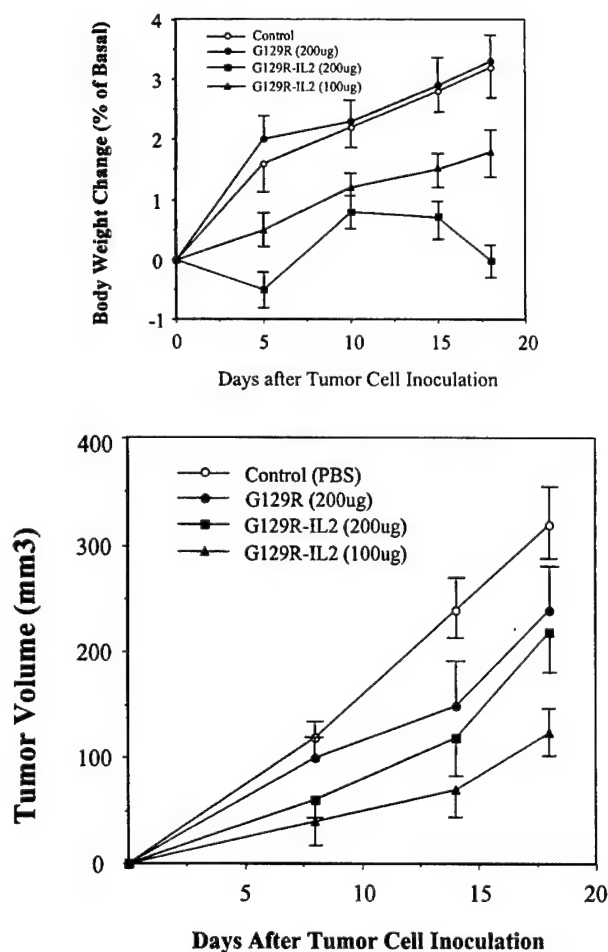 Body Weight Change (% of Basal)
4
3
2
1
0
-1
Control
G129R (200ug)
G129R-IL2 (200ug)
G129R-IL2 (100ug)
0 5 10 15 20
Days after Tumor Cell Inoculation
Tumor Volume (mm3)
400
300
200
100
0
Control (PBS)
G129R (200ug)
G129R-IL2 (200ug)
G129R-IL2 (100ug)
5 10 15 20
Days After Tumor Cell Inoculation